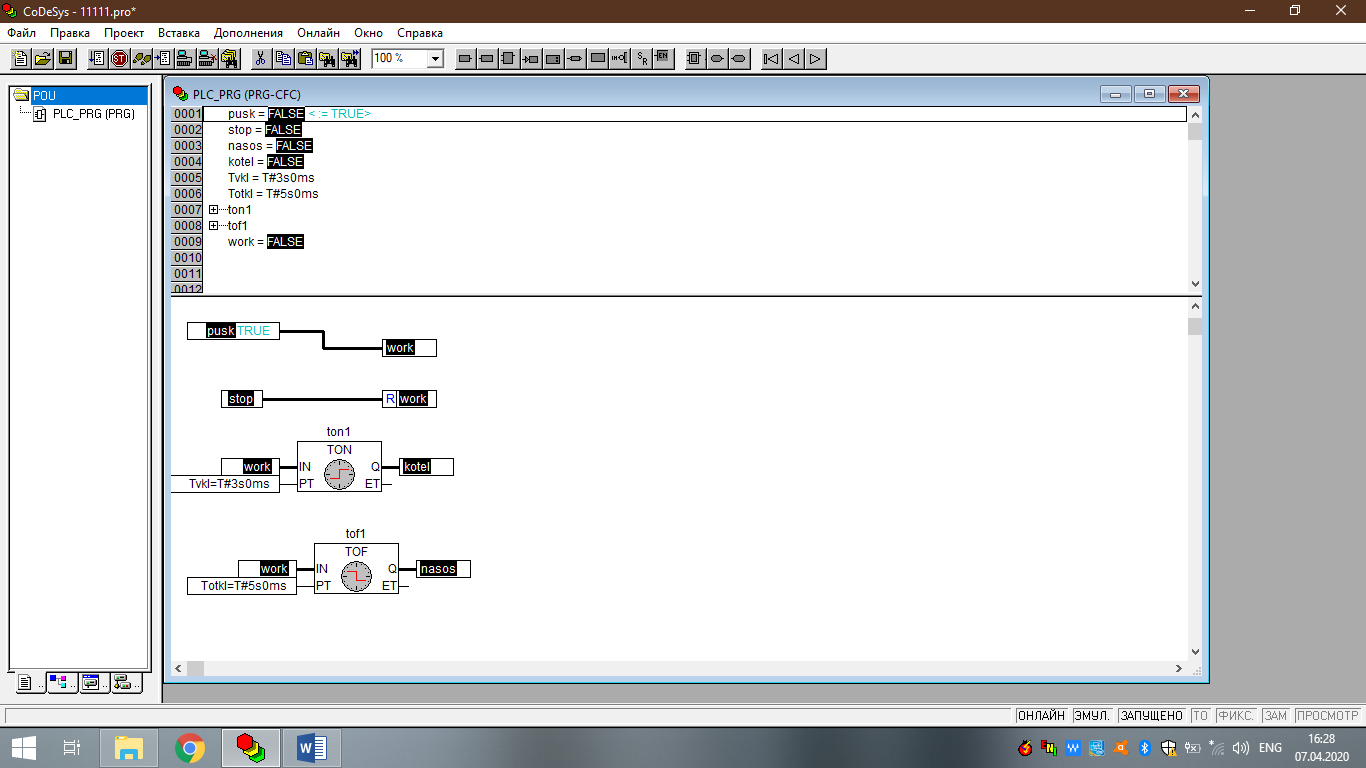 CoDeSys - 11111.pro*
Файл Правка Проект Вставка Дополнения Онлайн Окно Справка
100 %
POU
PLC_PRG (PRG)
PLC_PRG (PRG-CFC)
0001 pusk = FALSE < := TRUE>
0002 stop = FALSE
0003 nasos = FALSE
0004 kotel = FALSE
0005 Tvkl = T#3s0ms
0006 Totkl = T#5s0ms
0007 ton1
0008 tof1
0009 work = FALSE
0010
0011
0012
pusk TRUE
work
stop R work
ton1
TON
work IN Q kotel
Tvkl=T#3s0ms PT ET
tof1
TOF
work IN Q nasos
Totkl=T#5s0ms PT ET
ОНЛАЙН ЭМУЛ. ЗАПУЩЕНО ТО ФИКС. ЗАМ ПРОСМОТР
ENG
16:28
07.04.2020